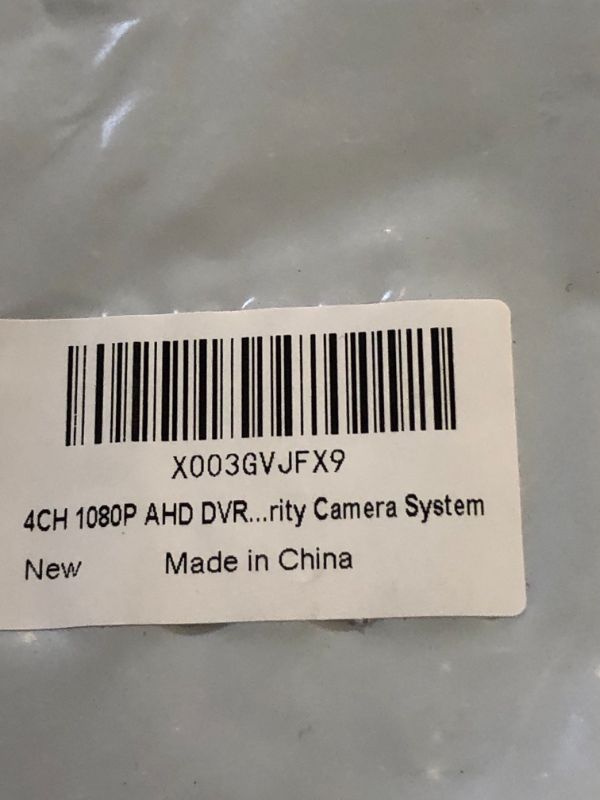 X003GVJFX9
4CH 1080P AHD DVR...rity Camera System
New Made in China